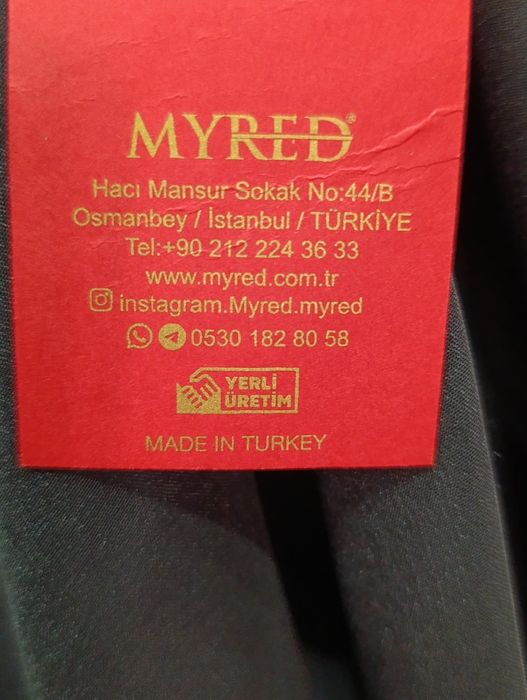 MYRED®
Hacı Mansur Sokak No:44/B
Osmanbey / İstanbul / TÜRKİYE
Tel:+90 212 224 36 33
www.myred.com.tr
instagram.Myred.myred
0530 182 80 58
YERLİ
ÜRETİM
MADE IN TURKEY